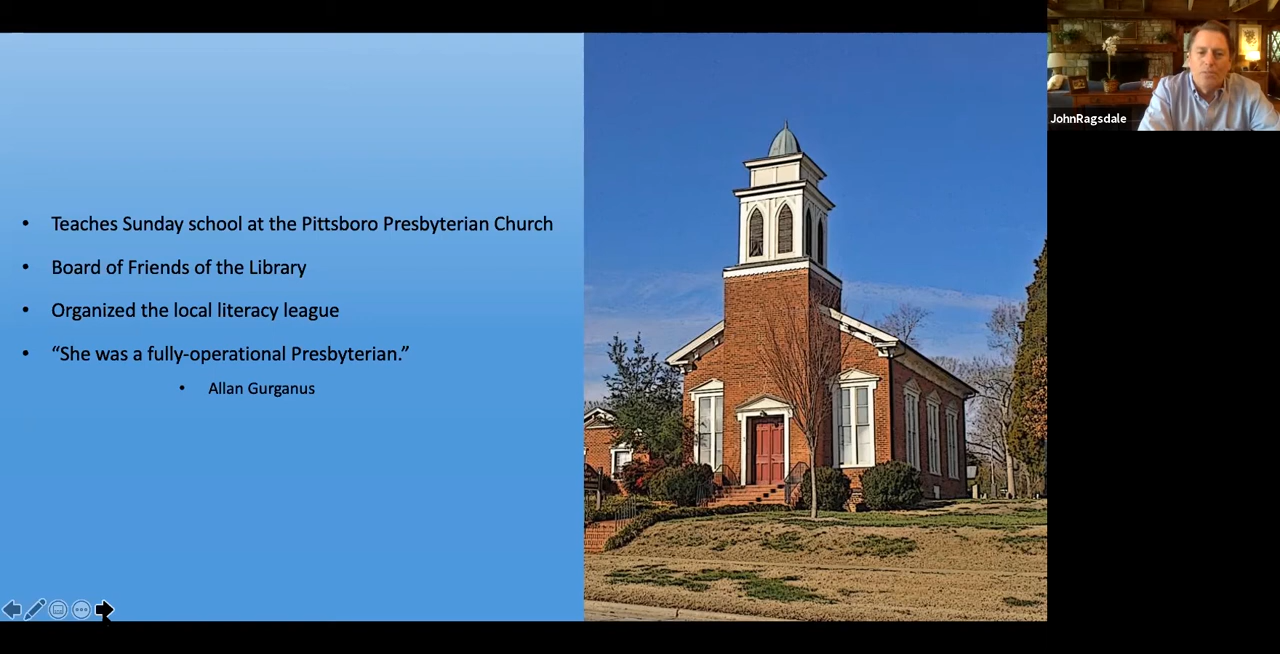 Teaches Sunday school at the Pittsboro Presbyterian Church
Board of Friends of the Library
Organized the local literacy league
“She was a fully-operational Presbyterian.”
Allan Gurganus
JohnRagsdale